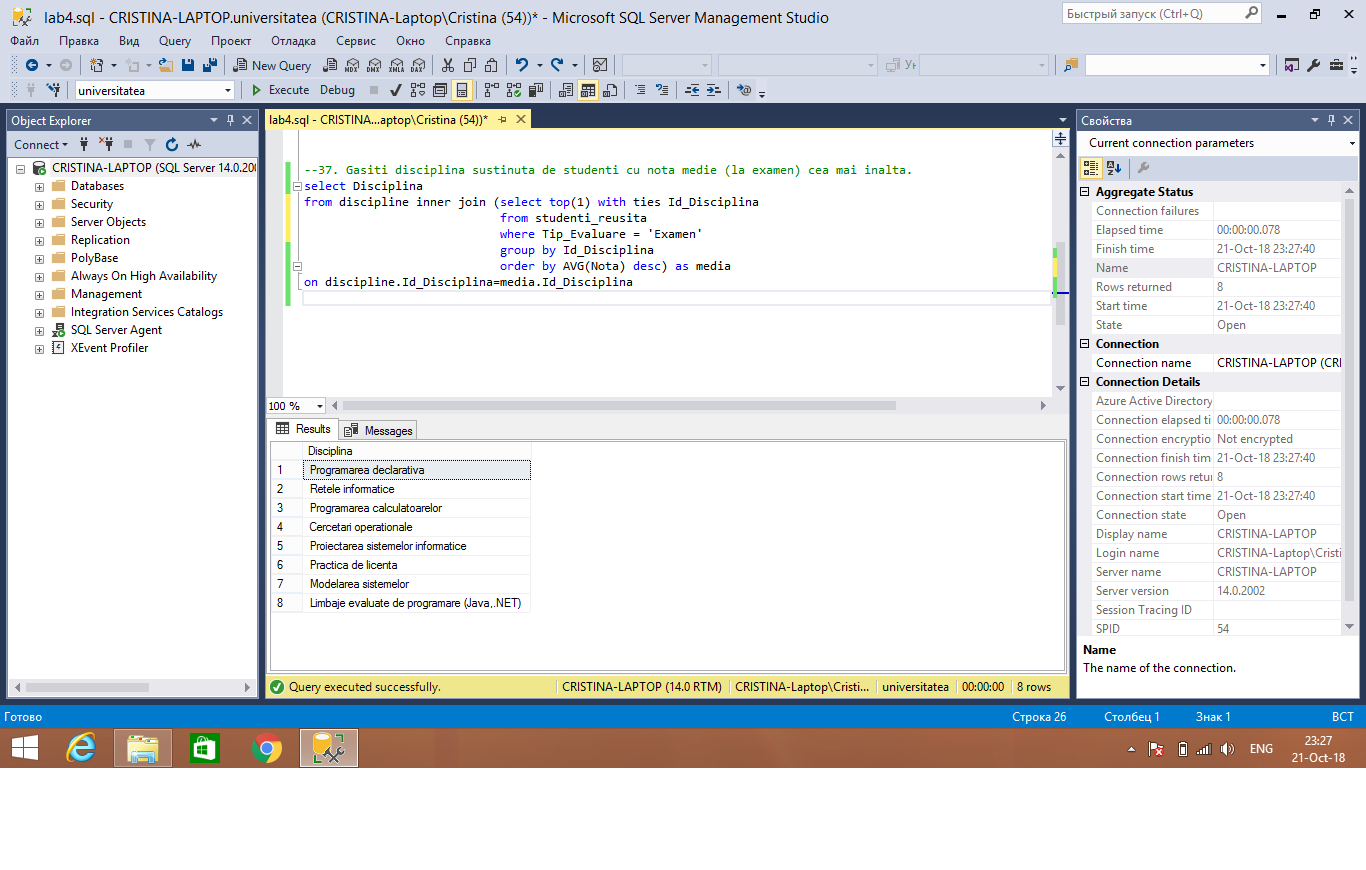 lab4.sql - CRISTINA-LAPTOP.universitatea (CRISTINA-Laptop\Cristina (54))* - Microsoft SQL Server Management Studio
Быстрый запуск (Ctrl+Q)
Файл Правка Вид Query Проект Отладка Сервис Окно Справка
New Query MDX DMX XMLA DAX
universitatea Execute Debug
Object Explorer
Connect
CRISTINA-LAPTOP (SQL Server 14.0.200
Databases
Security
Server Objects
Replication
PolyBase
Always On High Availability
Management
Integration Services Catalogs
SQL Server Agent
XEvent Profiler
lab4.sql - CRISTINA...aptop\Cristina (54))*
--37. Gasiti disciplina sustinuta de studenti cu nota medie (la examen) cea mai inalta.
select Disciplina
from discipline inner join (select top(1) with ties Id_Disciplina
from studenti_reusita
where Tip_Evaluare = 'Examen'
group by Id_Disciplina
order by AVG(Nota) desc) as media
on discipline.Id_Disciplina=media.Id_Disciplina
100 %
Results Messages
Disciplina
1 Programarea declarativa
2 Retele informatice
3 Programarea calculatoarelor
4 Cercetari operationale
5 Proiectarea sistemelor informatice
6 Practica de licenta
7 Modelarea sistemelor
8 Limbaje evaluate de programare (Java,.NET)
Query executed successfully. CRISTINA-LAPTOP (14.0 RTM) CRISTINA-Laptop\Cristi... universitatea 00:00:00 8 rows
Свойства
Current connection parameters
Aggregate Status
Connection failures
Elapsed time 00:00:00.078
Finish time 21-Oct-18 23:27:40
Name CRISTINA-LAPTOP
Rows returned 8
Start time 21-Oct-18 23:27:40
State Open
Connection
Connection name CRISTINA-LAPTOP (CRI
Connection Details
Azure Active Directory
Connection elapsed ti 00:00:00.078
Connection encryptio Not encrypted
Connection finish tim 21-Oct-18 23:27:40
Connection rows retur 8
Connection start time 21-Oct-18 23:27:40
Connection state Open
Display name CRISTINA-LAPTOP
Login name CRISTINA-Laptop\Cristi
Server name CRISTINA-LAPTOP
Server version 14.0.2002
Session Tracing ID
SPID 54
Name
The name of the connection.
Готово Строка 26 Столбец 1 Знак 1 ВСТ
ENG
23:27
21-Oct-18